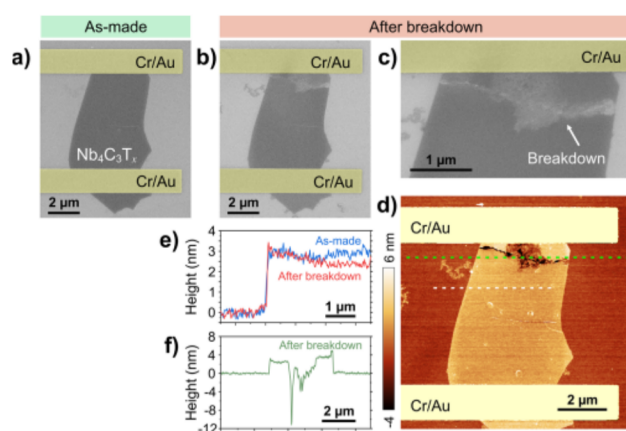 As-made
After breakdown
a)
Cr/Au
Nb₄C₃Tₓ
Cr/Au
2 µm
b)
Cr/Au
Cr/Au
2 µm
c)
Cr/Au
Breakdown
1 µm
d)
Cr/Au
Cr/Au
2 µm
6 nm
-4
e)
Height (nm)
4
3
2
1
0
As-made
After breakdown
1 µm
f)
Height (nm)
8
4
0
-4
-8
-12
After breakdown
2 µm